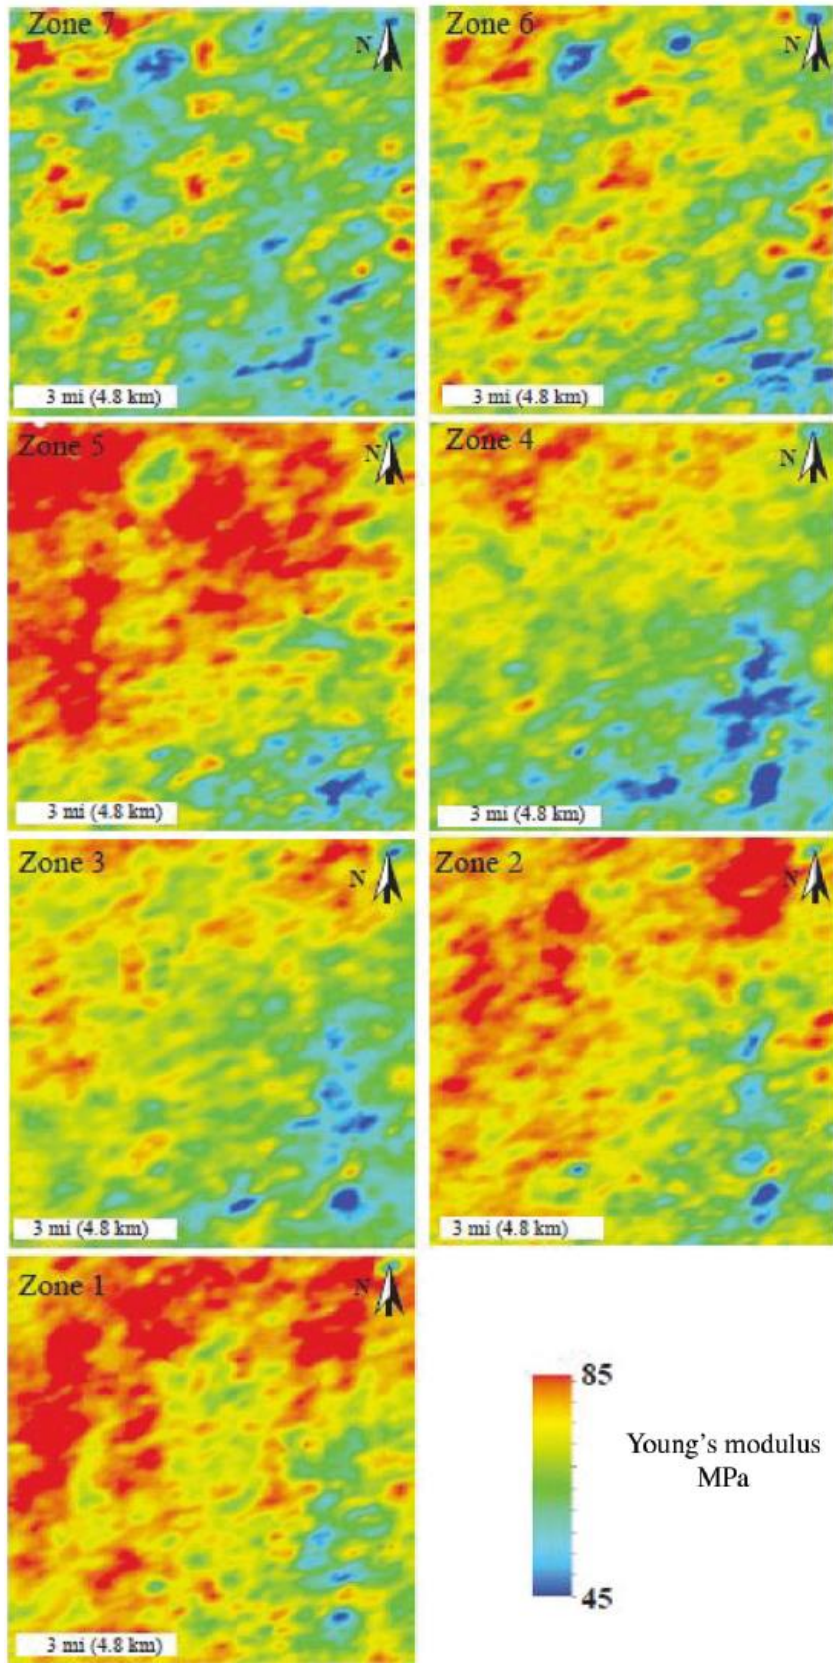 Zone 7
N
3 mi (4.8 km)
Zone 6
N
3 mi (4.8 km)
Zone 5
N
3 mi (4.8 km)
Zone 4
N
3 mi (4.8 km)
Zone 3
N
3 mi (4.8 km)
Zone 2
N
3 mi (4.8 km)
Zone 1
N
3 mi (4.8 km)
85
Young's modulus
MPa
45